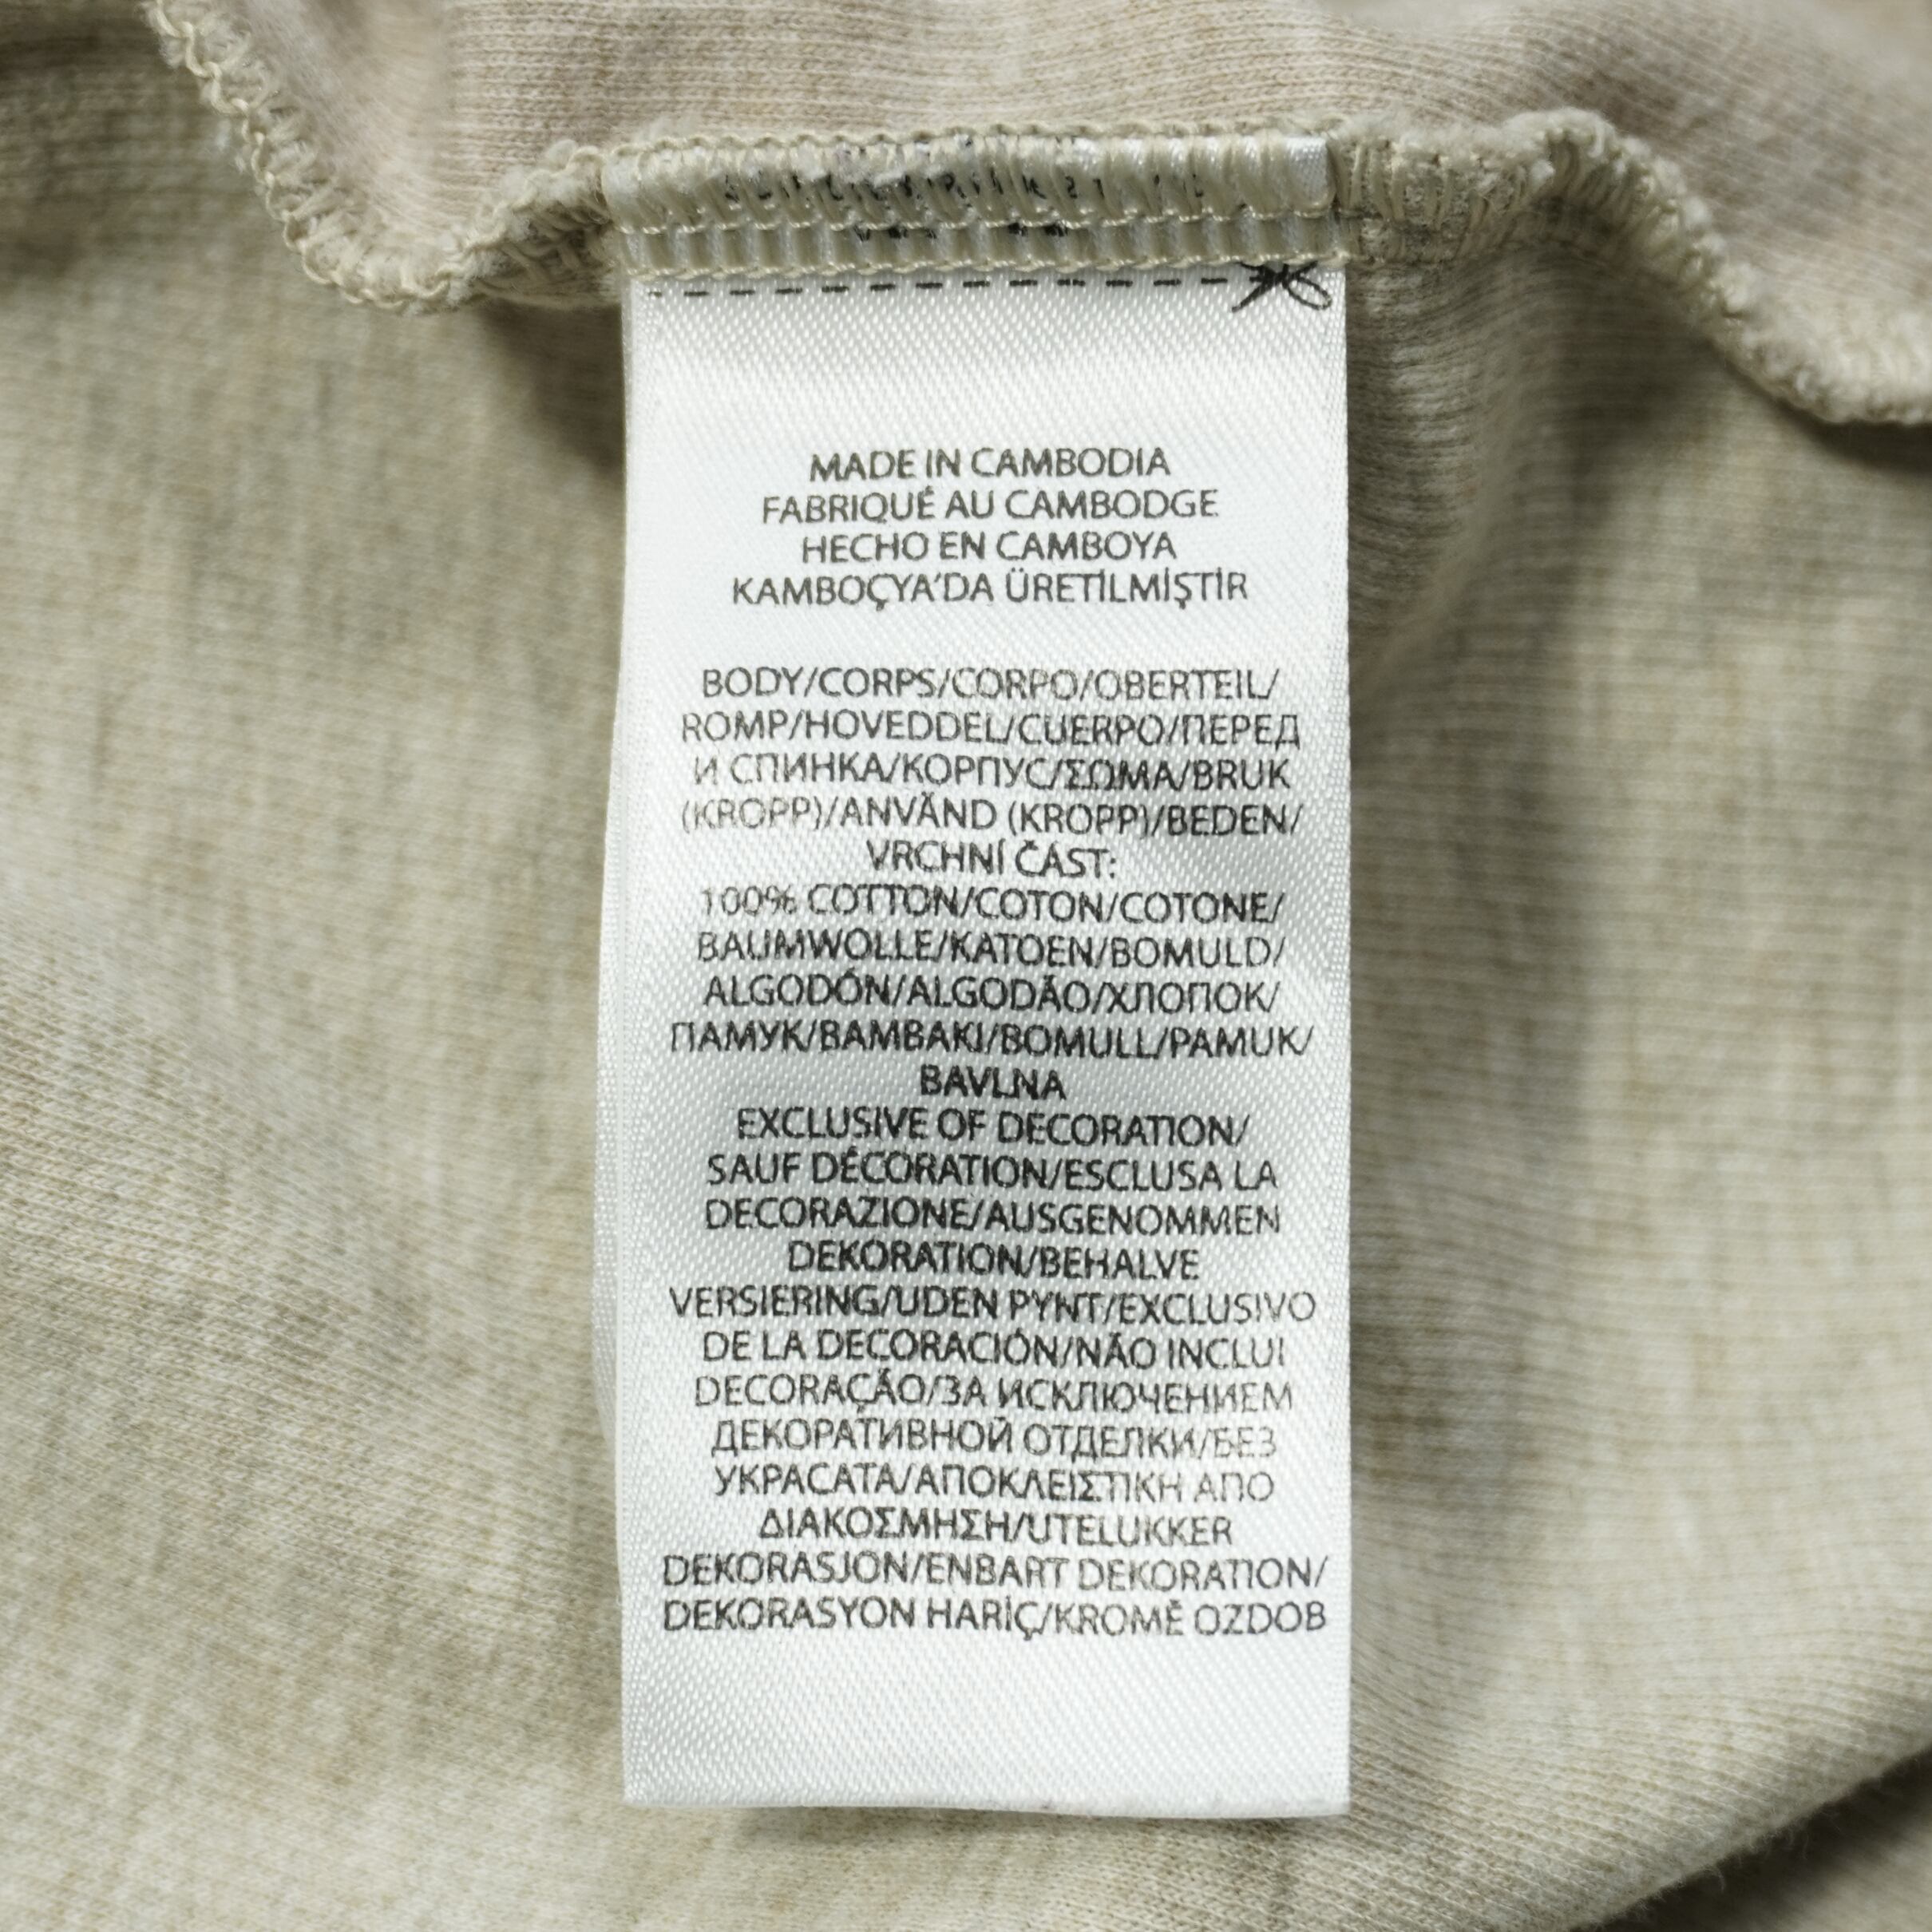 MADE IN CAMBODIA
FABRIQUÉ AU CAMBODGE
HECHO EN CAMBOYA
KAMBOÇYA'DA ÜRETİLMİŞTİR
BODY/CORPS/CORPO/OBERTEIL/
ROMP/HOVEDDEL/CUERPO/ПЕРЕД
И СПИНКА/КОРПУС/ΣΩΜΑ/BRUK
(KROPP)/ANVÄND (KROPP)/BEDEN/
VRCHNÍ ČÁST:
100% COTTON/COTON/COTONE/
BAUMWOLLE/KATOEN/BOMULD/
ALGODÓN/ALGODÃO/ХЛОПОК/
ПАМУК/ΒΑΜΒΑΚΙ/BOMULL/PAMUK/
BAVLNA
EXCLUSIVE OF DECORATION/
SAUF DÉCORATION/ESCLUSA LA
DECORAZIONE/AUSGENOMMEN
DEKORATION/BEHALVE
VERSIERING/UDEN PYNT/EXCLUSIVO
DE LA DECORACIÓN/NÃO INCLUI
DECORAÇÃO/ЗА ИСКЛЮЧЕНИЕМ
ДЕКОРАТИВНОЙ ОТДЕЛКИ/БЕЗ
УКРАСАТА/ΑΠΟΚΛΕΙΣΤΙΚΗ ΑΠΟ
ΔΙΑΚΟΣΜΗΣΗ/UTELUKKER
DEKORASJON/ENBART DEKORATION/
DEKORASYON HARİÇ/KROMĚ OZDOB